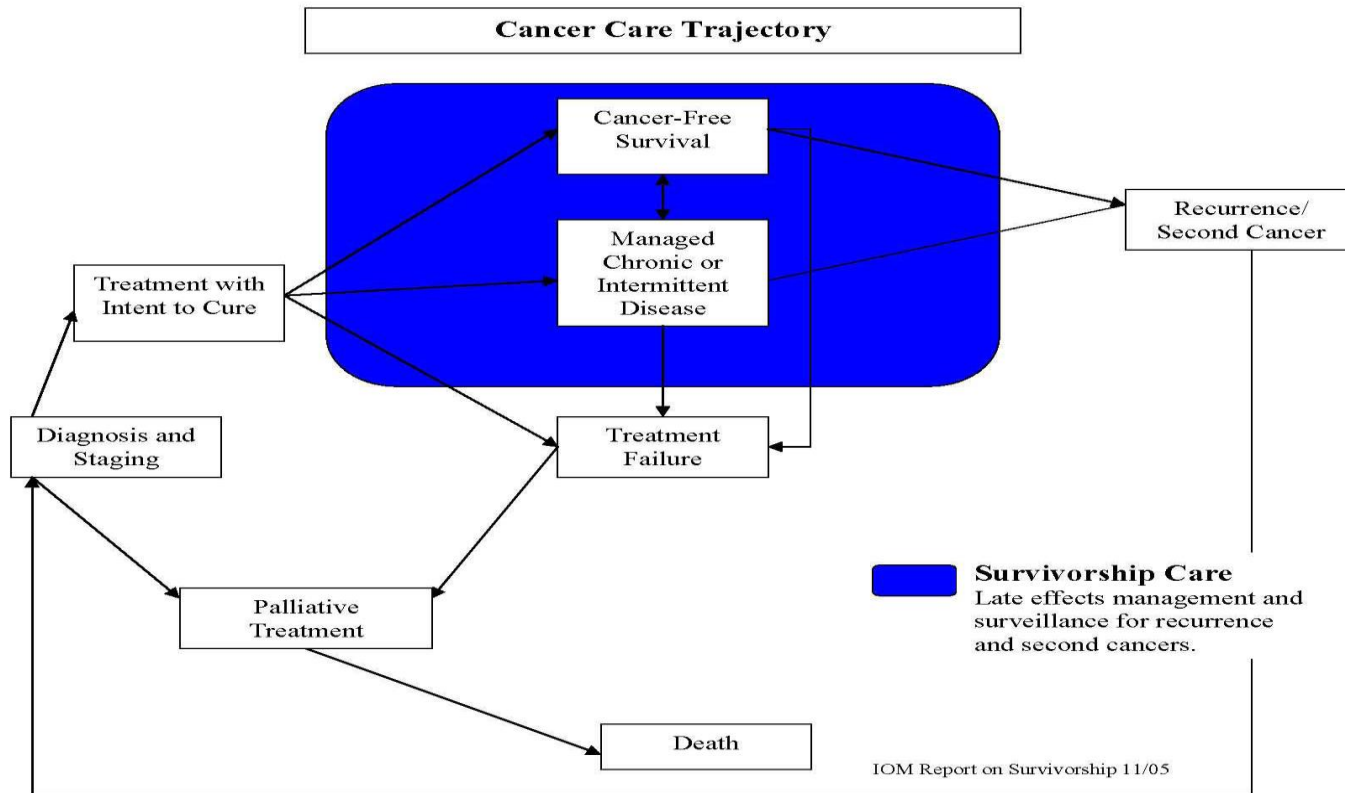 Cancer Care Trajectory
Cancer-Free
Survival
Recurrence/
Second Cancer
Managed
Chronic or
Intermittent
Disease
Treatment with
Intent to Cure
Diagnosis and
Staging
Treatment
Failure
Survivorship Care
Late effects management and
surveillance for recurrence
and second cancers.
Palliative
Treatment
Death
IOM Report on Survivorship 11/05